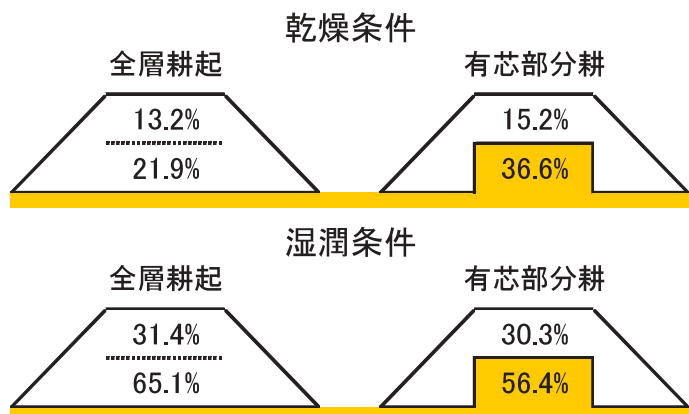 乾燥条件
全層耕起 有芯部分耕
13.2% 15.2%
21.9% 36.6%
湿潤条件
全層耕起 有芯部分耕
31.4% 30.3%
65.1% 56.4%